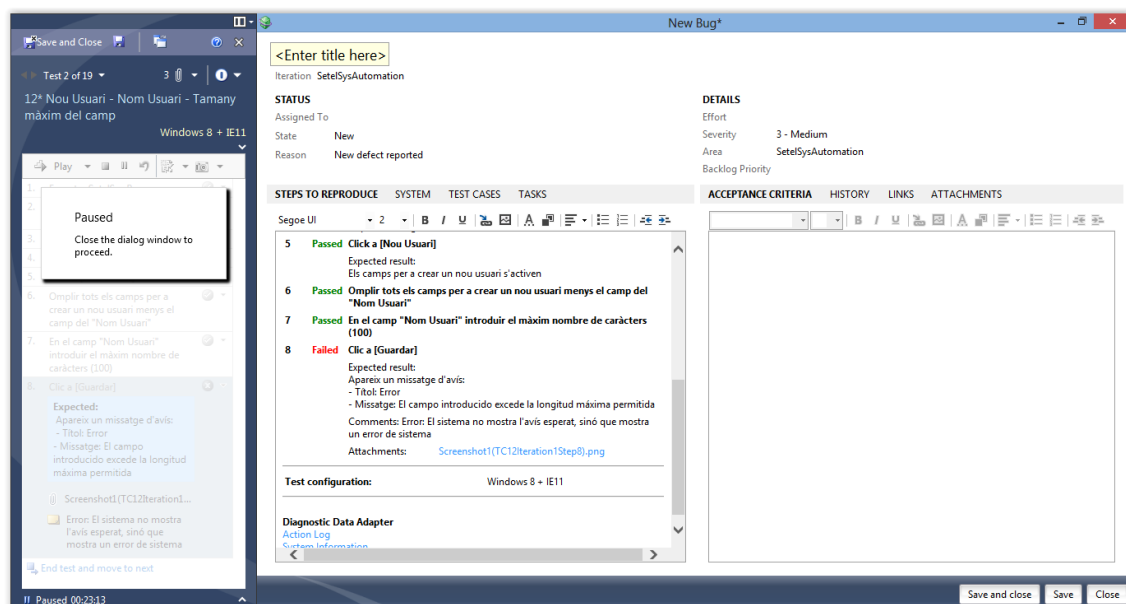 Save and Close
Test 2 of 19
3
12* Nou Usuari - Nom Usuari - Tamany
màxim del camp
Windows 8 + IE11
Play
1.
2.
3.
4.
5.
Paused
Close the dialog window to
proceed.
6. Omplir tots els camps per a
crear un nou usuari menys el
camp del "Nom Usuari"
7. En el camp "Nom Usuari"
introduir el màxim nombre de
caràcters (100)
8. Clic a [Guardar]
Expected:
Apareix un missatge d'avís:
- Títol: Error
- Missatge: El campo
introducido excede la longitud
máxima permitida
Screenshot1(TC12Iteration1...
Error: El sistema no mostra
l'avís esperat, sinó que
mostra un error de sistema
End test and move to next
Paused 00:23:13
New Bug*
<Enter title here>
Iteration SetelSysAutomation
STATUS
Assigned To
State New
Reason New defect reported
DETAILS
Effort
Severity 3 - Medium
Area SetelSysAutomation
Backlog Priority
STEPS TO REPRODUCE SYSTEM TEST CASES TASKS
Segoe UI 2 B I U A
5 Passed Click a [Nou Usuari]
Expected result:
Els camps per a crear un nou usuari s'activen
6 Passed Omplir tots els camps per a crear un nou usuari menys el camp del
"Nom Usuari"
7 Passed En el camp "Nom Usuari" introduir el màxim nombre de caràcters
(100)
8 Failed Clic a [Guardar]
Expected result:
Apareix un missatge d'avís:
- Títol: Error
- Missatge: El campo introducido excede la longitud máxima permitida
Comments: Error: El sistema no mostra l'avís esperat, sinó que mostra
un error de sistema
Attachments: Screenshot1(TC12Iteration1Step8).png
Test configuration: Windows 8 + IE11
Diagnostic Data Adapter
Action Log
System Information
ACCEPTANCE CRITERIA HISTORY LINKS ATTACHMENTS
B I U A
Save and close Save Close